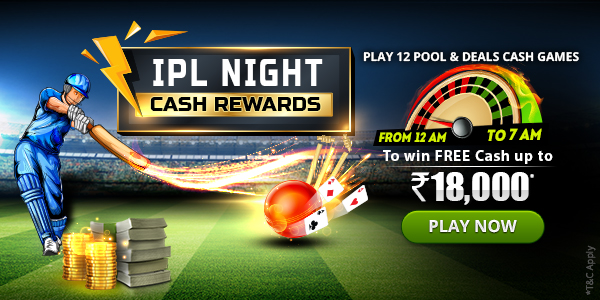 IPL NIGHT
CASH REWARDS
PLAY 12 POOL & DEALS CASH GAMES
FROM 12 AM TO 7 AM
To win FREE Cash up to
₹18,000*
PLAY NOW
*T&C Apply